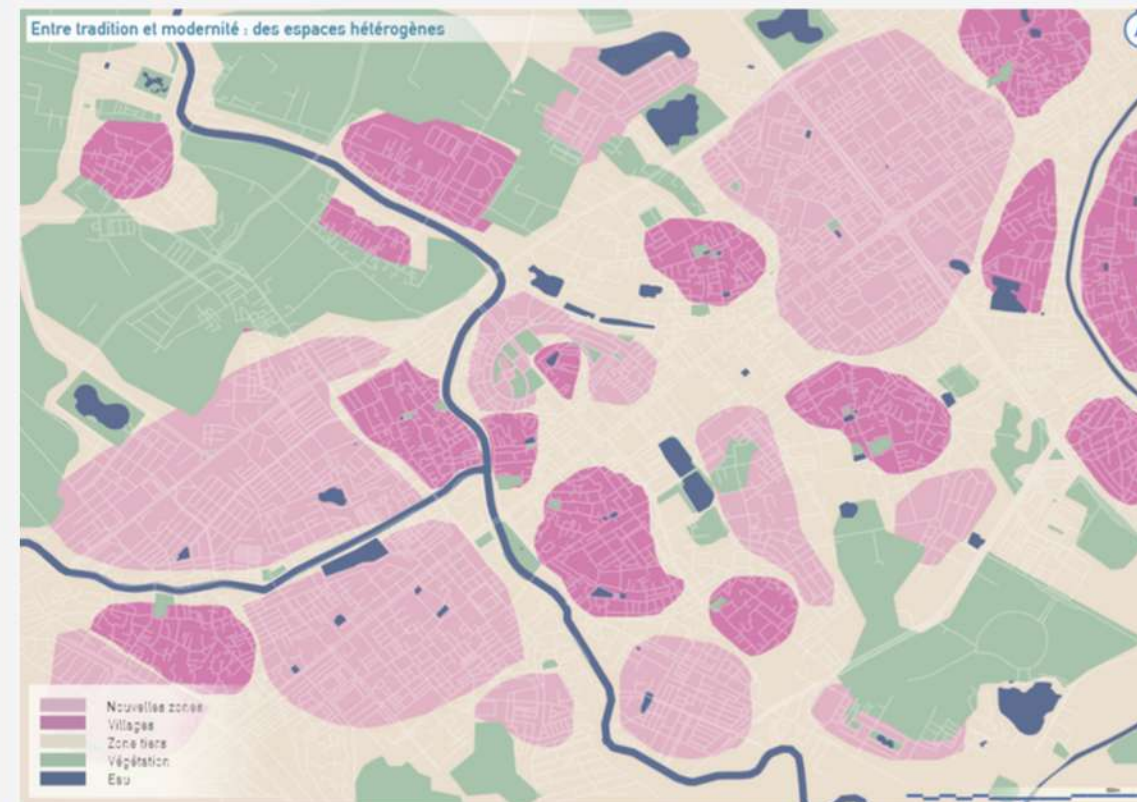 Entre tradition et modernité : des espaces hétérogènes
Nouvelles zones
Villages
Zone tiers
Végétation
Eau